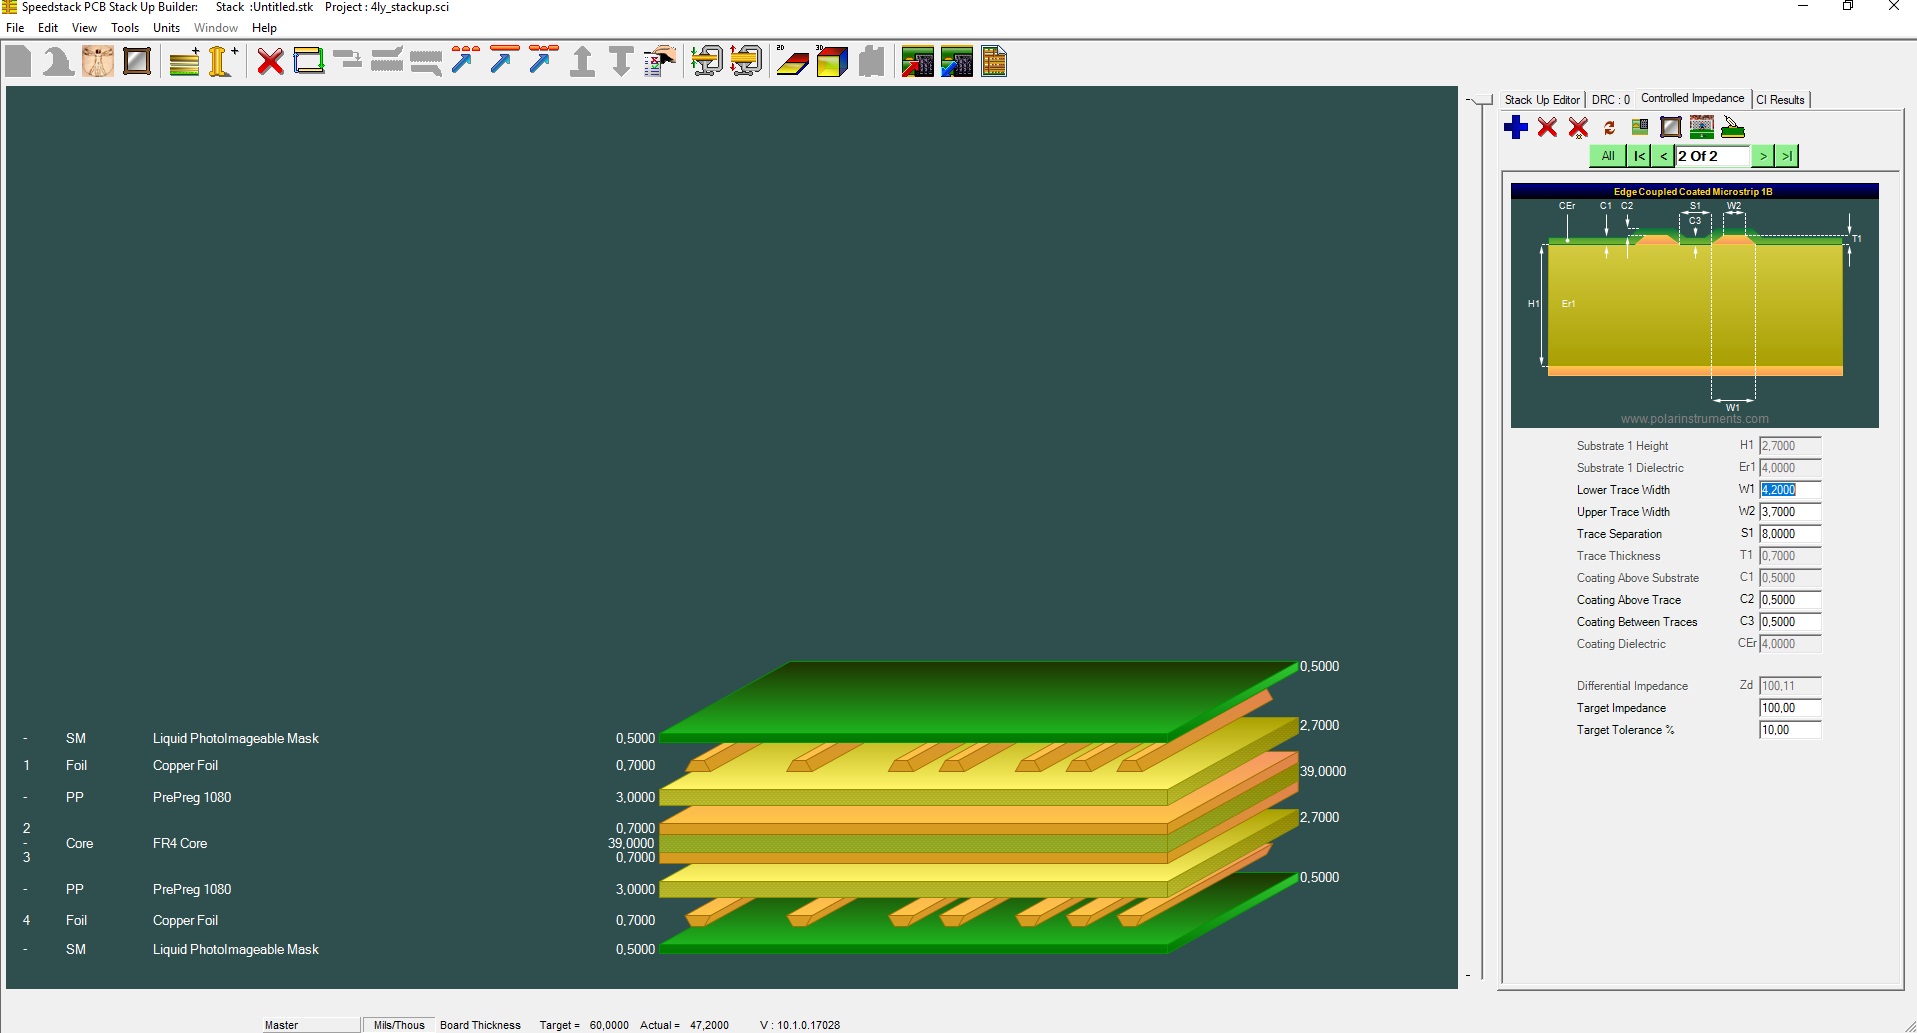 Speedstack PCB Stack Up Builder: Stack :Untitled.stk Project : 4ly_stackup.sci
File Edit View Tools Units Window Help
Stack Up Editor DRC : 0 Controlled Impedance CI Results
All |< < 2 Of 2 > >|
Edge Coupled Coated Microstrip 1B
CEr C1 C2 S1 W2
C3
T1
H1 Er1
W1
www.polarinstruments.com
Substrate 1 Height H1 2,7000
Substrate 1 Dielectric Er1 4,0000
Lower Trace Width W1 4,2000
Upper Trace Width W2 3,7000
Trace Separation S1 8,0000
Trace Thickness T1 0,7000
Coating Above Substrate C1 0,5000
Coating Above Trace C2 0,5000
Coating Between Traces C3 0,5000
Coating Dielectric CEr 4,0000
Differential Impedance Zd 100,11
Target Impedance 100,00
Target Tolerance % 10,00
0,5000
2,7000
39,0000
2,7000
0,5000
- SM Liquid PhotoImageable Mask 0,5000
1 Foil Copper Foil 0,7000
- PP PrePreg 1080 3,0000
2 0,7000
- Core FR4 Core 39,0000
3 0,7000
- PP PrePreg 1080 3,0000
4 Foil Copper Foil 0,7000
- SM Liquid PhotoImageable Mask 0,5000
Master Mils/Thous Board Thickness Target = 60,0000 Actual = 47,2000 V : 10.1.0.17028